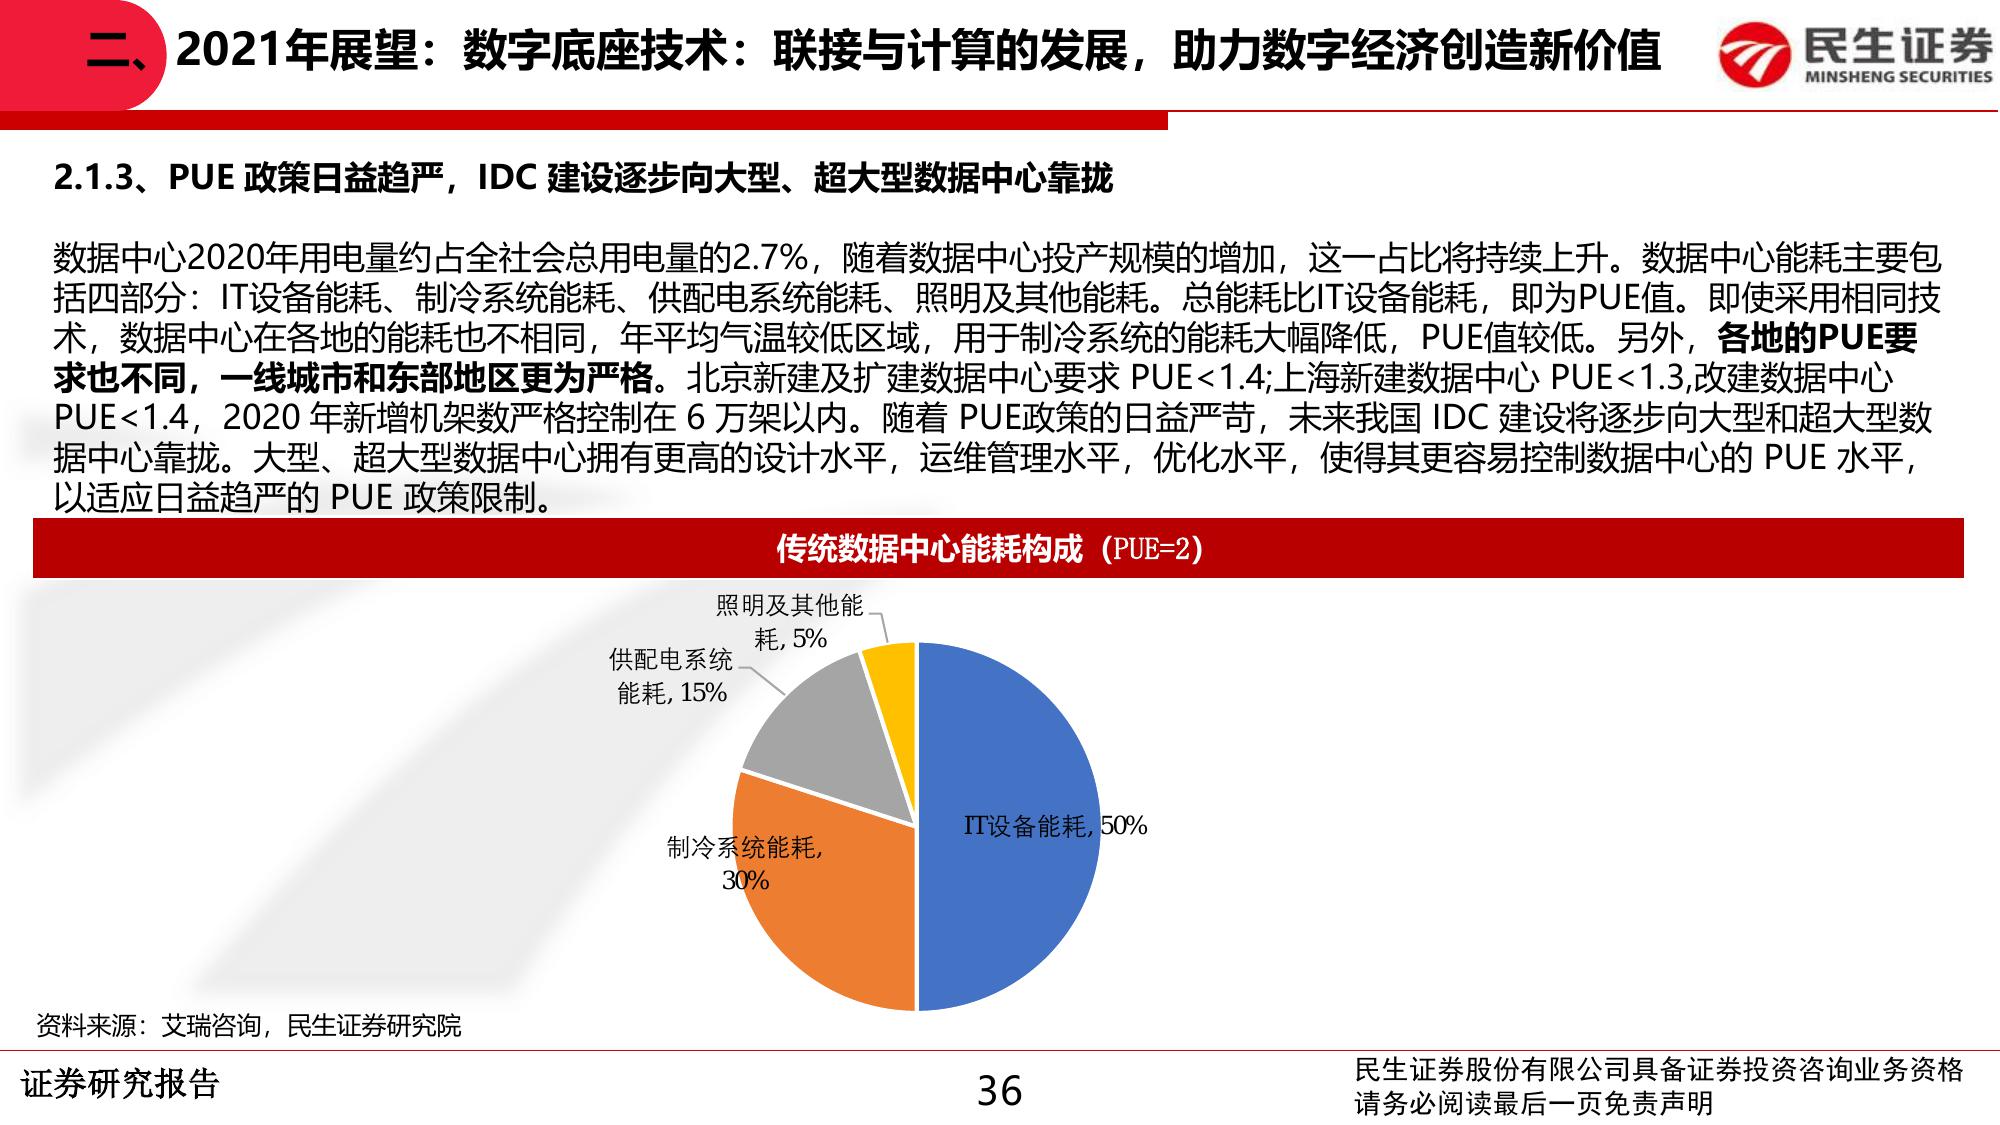 二、2021年展望：数字底座技术：联接与计算的发展，助力数字经济创造新价值
民生证券
MINSHENG SECURITIES
2.1.3、PUE 政策日益趋严，IDC 建设逐步向大型、超大型数据中心靠拢
数据中心2020年用电量约占全社会总用电量的2.7%，随着数据中心投产规模的增加，这一占比将持续上升。数据中心能耗主要包
括四部分：IT设备能耗、制冷系统能耗、供配电系统能耗、照明及其他能耗。总能耗比IT设备能耗，即为PUE值。即使采用相同技
术，数据中心在各地的能耗也不相同，年平均气温较低区域，用于制冷系统的能耗大幅降低，PUE值较低。另外，各地的PUE要
求也不同，一线城市和东部地区更为严格。北京新建及扩建数据中心要求 PUE<1.4;上海新建数据中心 PUE<1.3,改建数据中心
PUE<1.4，2020 年新增机架数严格控制在 6 万架以内。随着 PUE政策的日益严苛，未来我国 IDC 建设将逐步向大型和超大型数
据中心靠拢。大型、超大型数据中心拥有更高的设计水平，运维管理水平，优化水平，使得其更容易控制数据中心的 PUE 水平，
以适应日益趋严的 PUE 政策限制。
传统数据中心能耗构成（PUE=2）
照明及其他能
耗, 5%
供配电系统
能耗, 15%
IT设备能耗, 50%
制冷系统能耗,
30%
资料来源：艾瑞咨询，民生证券研究院
证券研究报告
36
民生证券股份有限公司具备证券投资咨询业务资格
请务必阅读最后一页免责声明